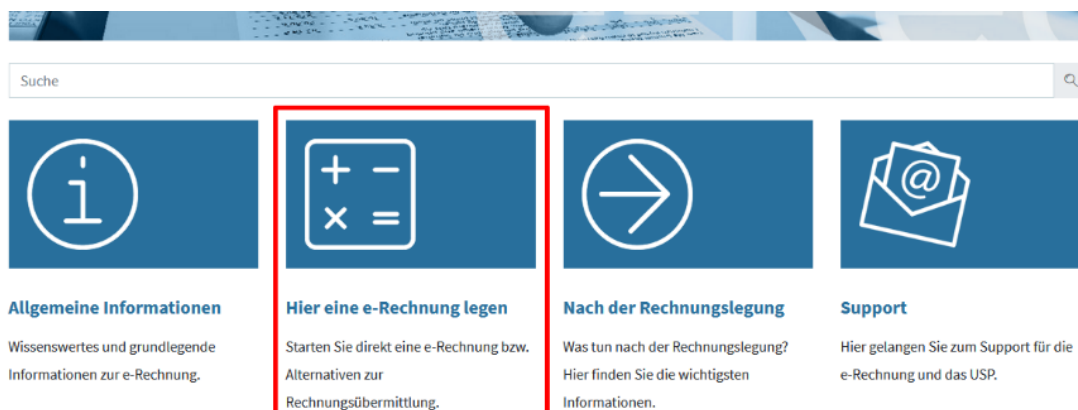 Suche
Allgemeine Informationen
Wissenswertes und grundlegende
Informationen zur e-Rechnung.
Hier eine e-Rechnung legen
Starten Sie direkt eine e-Rechnung bzw.
Alternativen zur
Rechnungsübermittlung.
Nach der Rechnungslegung
Was tun nach der Rechnungslegung?
Hier finden Sie die wichtigsten
Informationen.
Support
Hier gelangen Sie zum Support für die
e-Rechnung und das USP.